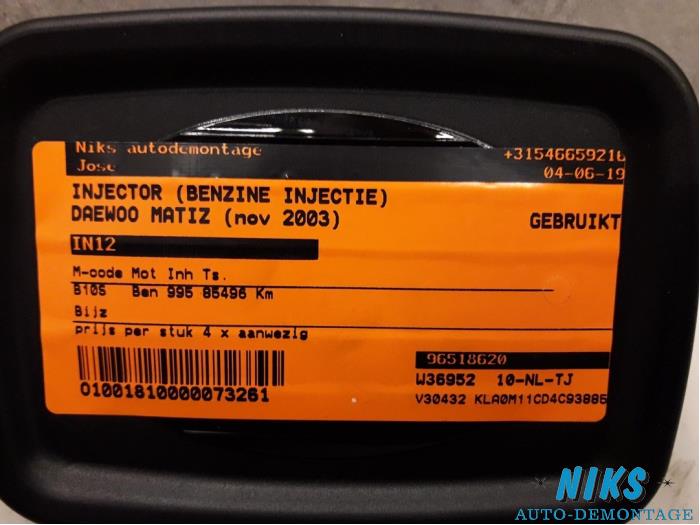 Niks autodemontage +3154665921
Jose 04-06-19
INJECTOR (BENZINE INJECTIE)
DAEWOO MATIZ (nov 2003) GEBRUIKT
IN12
M-code Mot Inh Ts.
B10S Ben 995 85496 Km
Bijz
prijs per stuk 4 x aanwezig
96518620
W36952 10-NL-TJ
01001810000073261
V30432 KLA0M11CD4C93885
NIKS
AUTO-DEMONTAGE